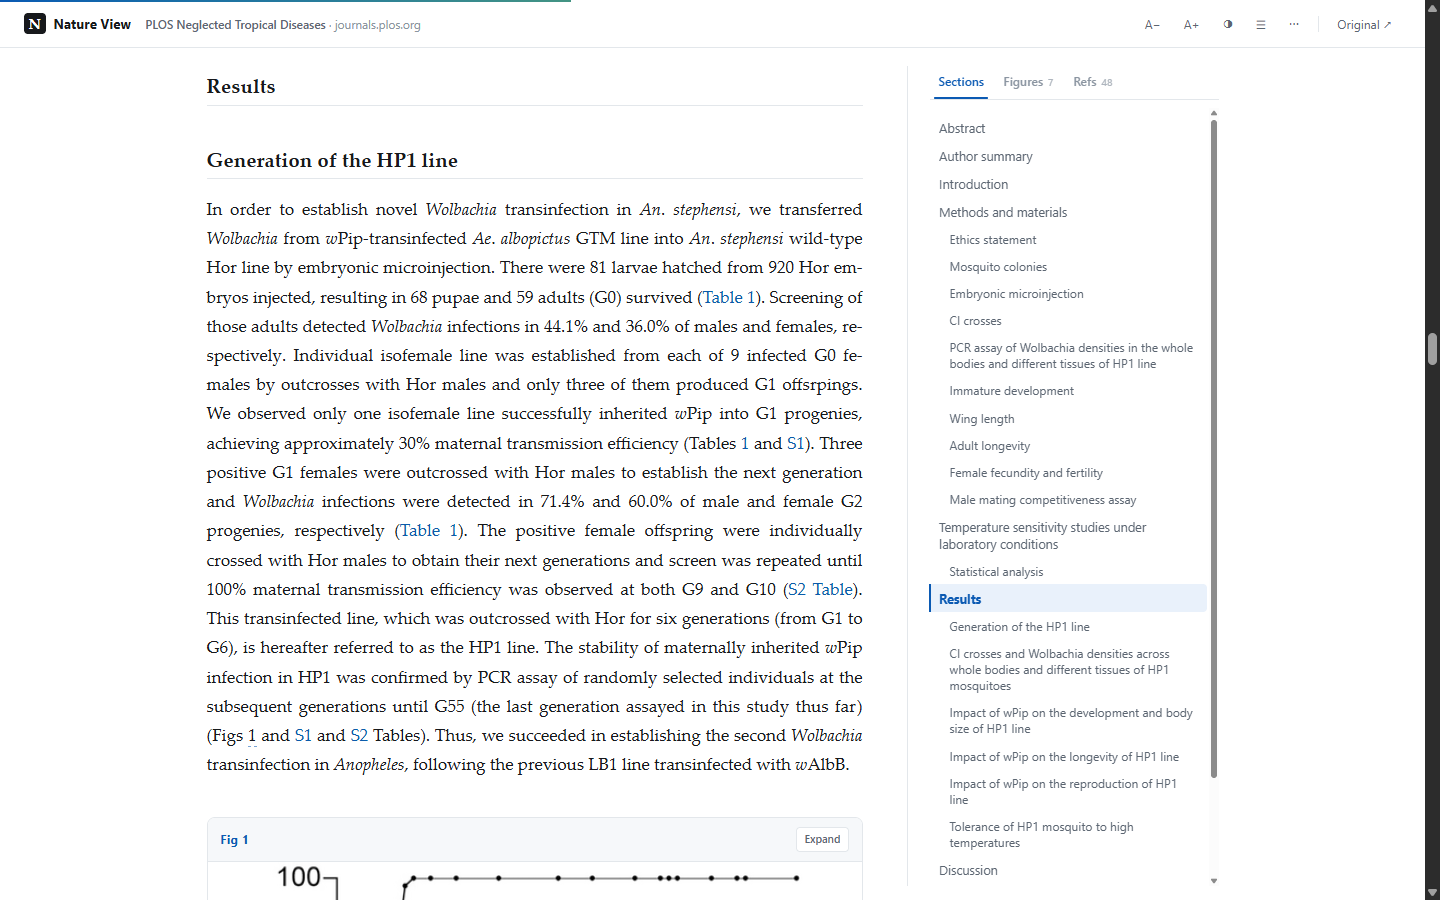 N Nature View PLOS Neglected Tropical Diseases · journals.plos.org
A− A+ Original ↗
Results
Generation of the HP1 line
In order to establish novel Wolbachia transinfection in An. stephensi, we transferred
Wolbachia from wPip-transinfected Ae. albopictus GTM line into An. stephensi wild-type
Hor line by embryonic microinjection. There were 81 larvae hatched from 920 Hor em-
bryos injected, resulting in 68 pupae and 59 adults (G0) survived (Table 1). Screening of
those adults detected Wolbachia infections in 44.1% and 36.0% of males and females, re-
spectively. Individual isofemale line was established from each of 9 infected G0 fe-
males by outcrosses with Hor males and only three of them produced G1 offsrpings.
We observed only one isofemale line successfully inherited wPip into G1 progenies,
achieving approximately 30% maternal transmission efficiency (Tables 1 and S1). Three
positive G1 females were outcrossed with Hor males to establish the next generation
and Wolbachia infections were detected in 71.4% and 60.0% of male and female G2
progenies, respectively (Table 1). The positive female offspring were individually
crossed with Hor males to obtain their next generations and screen was repeated until
100% maternal transmission efficiency was observed at both G9 and G10 (S2 Table).
This transinfected line, which was outcrossed with Hor for six generations (from G1 to
G6), is hereafter referred to as the HP1 line. The stability of maternally inherited wPip
infection in HP1 was confirmed by PCR assay of randomly selected individuals at the
subsequent generations until G55 (the last generation assayed in this study thus far)
(Figs 1 and S1 and S2 Tables). Thus, we succeeded in establishing the second Wolbachia
transinfection in Anopheles, following the previous LB1 line transinfected with wAlbB.
Fig 1
Expand
100
Sections Figures 7 Refs 48
Abstract
Author summary
Introduction
Methods and materials
Ethics statement
Mosquito colonies
Embryonic microinjection
CI crosses
PCR assay of Wolbachia densities in the whole
bodies and different tissues of HP1 line
Immature development
Wing length
Adult longevity
Female fecundity and fertility
Male mating competitiveness assay
Temperature sensitivity studies under
laboratory conditions
Statistical analysis
Results
Generation of the HP1 line
CI crosses and Wolbachia densities across
whole bodies and different tissues of HP1
mosquitoes
Impact of wPip on the development and body
size of HP1 line
Impact of wPip on the longevity of HP1 line
Impact of wPip on the reproduction of HP1
line
Tolerance of HP1 mosquito to high
temperatures
Discussion